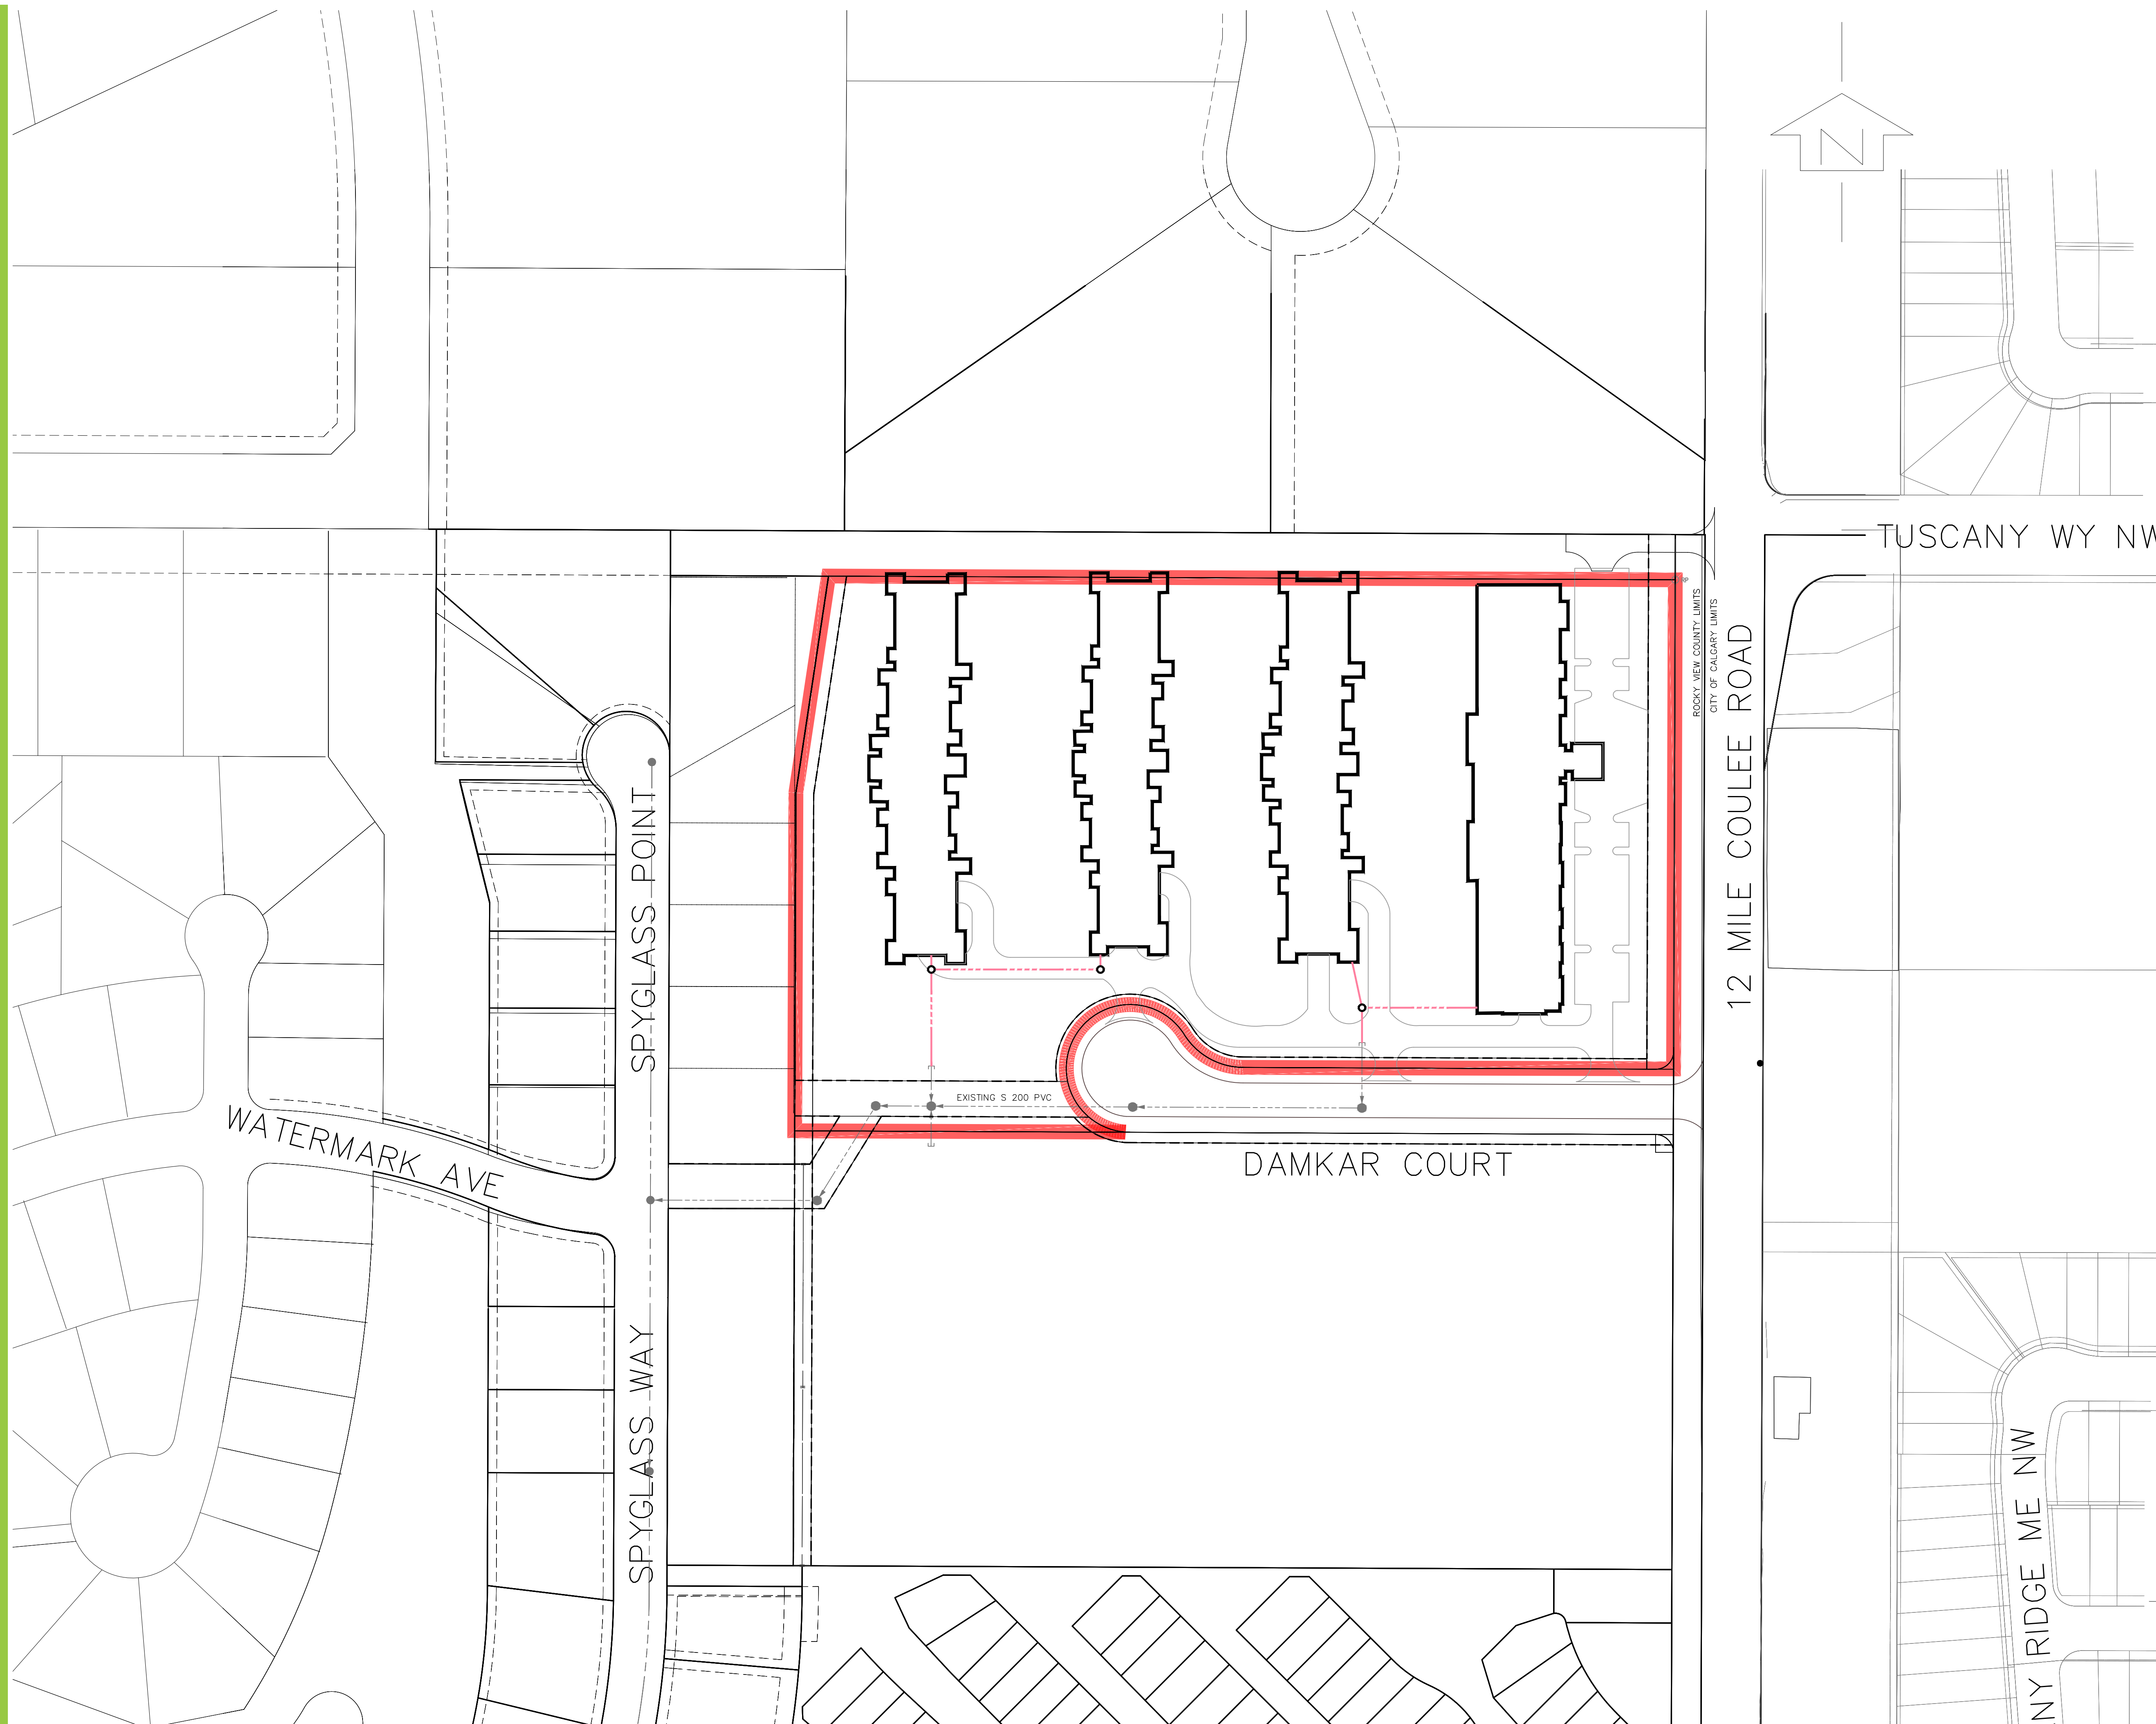 N
TUSCANY WY NW
ROCKY VIEW COUNTY LIMITS
CITY OF CALGARY LIMITS
12 MILE COULEE ROAD
SPYGLASS POINT
EXISTING S 200 PVC
WATERMARK AVE
DAMKAR COURT
SPYGLASS WAY
NY RIDGE ME NW